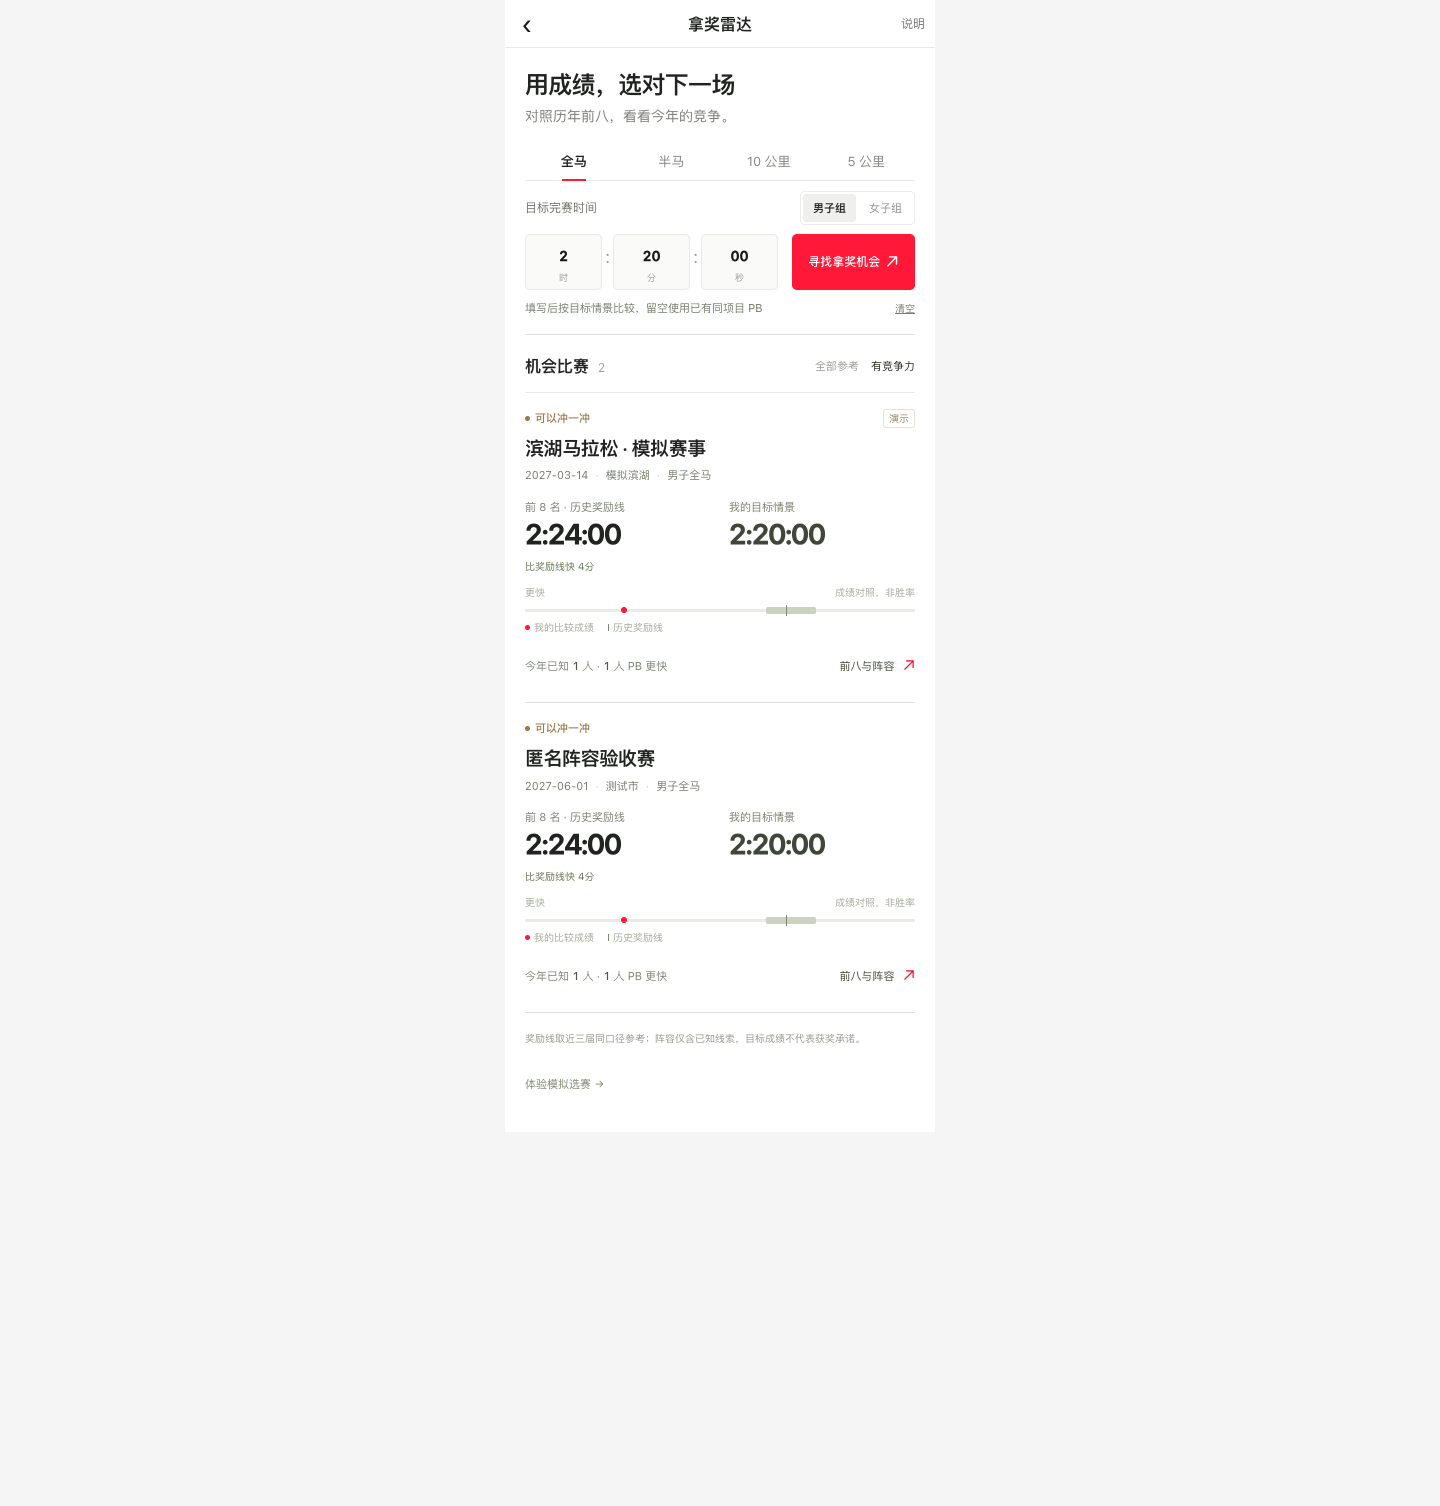 ‹ 拿奖雷达 说明
用成绩，选对下一场
对照历年前八，看看今年的竞争。
全马 半马 10 公里 5 公里
目标完赛时间 男子组 女子组
2 : 20 : 00 寻找拿奖机会
时 分 秒
填写后按目标情景比较，留空使用已有同项目 PB 清空
机会比赛 2 全部参考 有竞争力
可以冲一冲 演示
滨湖马拉松 · 模拟赛事
2027-03-14 · 模拟滨湖 · 男子全马
前 8 名 · 历史奖励线 我的目标情景
2:24:00 2:20:00
比奖励线快 4分
更快 成绩对照，非胜率
我的比较成绩 历史奖励线
今年已知 1 人 · 1 人 PB 更快 前八与阵容
可以冲一冲
匿名阵容验收赛
2027-06-01 · 测试市 · 男子全马
前 8 名 · 历史奖励线 我的目标情景
2:24:00 2:20:00
比奖励线快 4分
更快 成绩对照，非胜率
我的比较成绩 历史奖励线
今年已知 1 人 · 1 人 PB 更快 前八与阵容
奖励线取近三届同口径参考；阵容仅含已知线索，目标成绩不代表获奖承诺。
体验模拟选赛 →